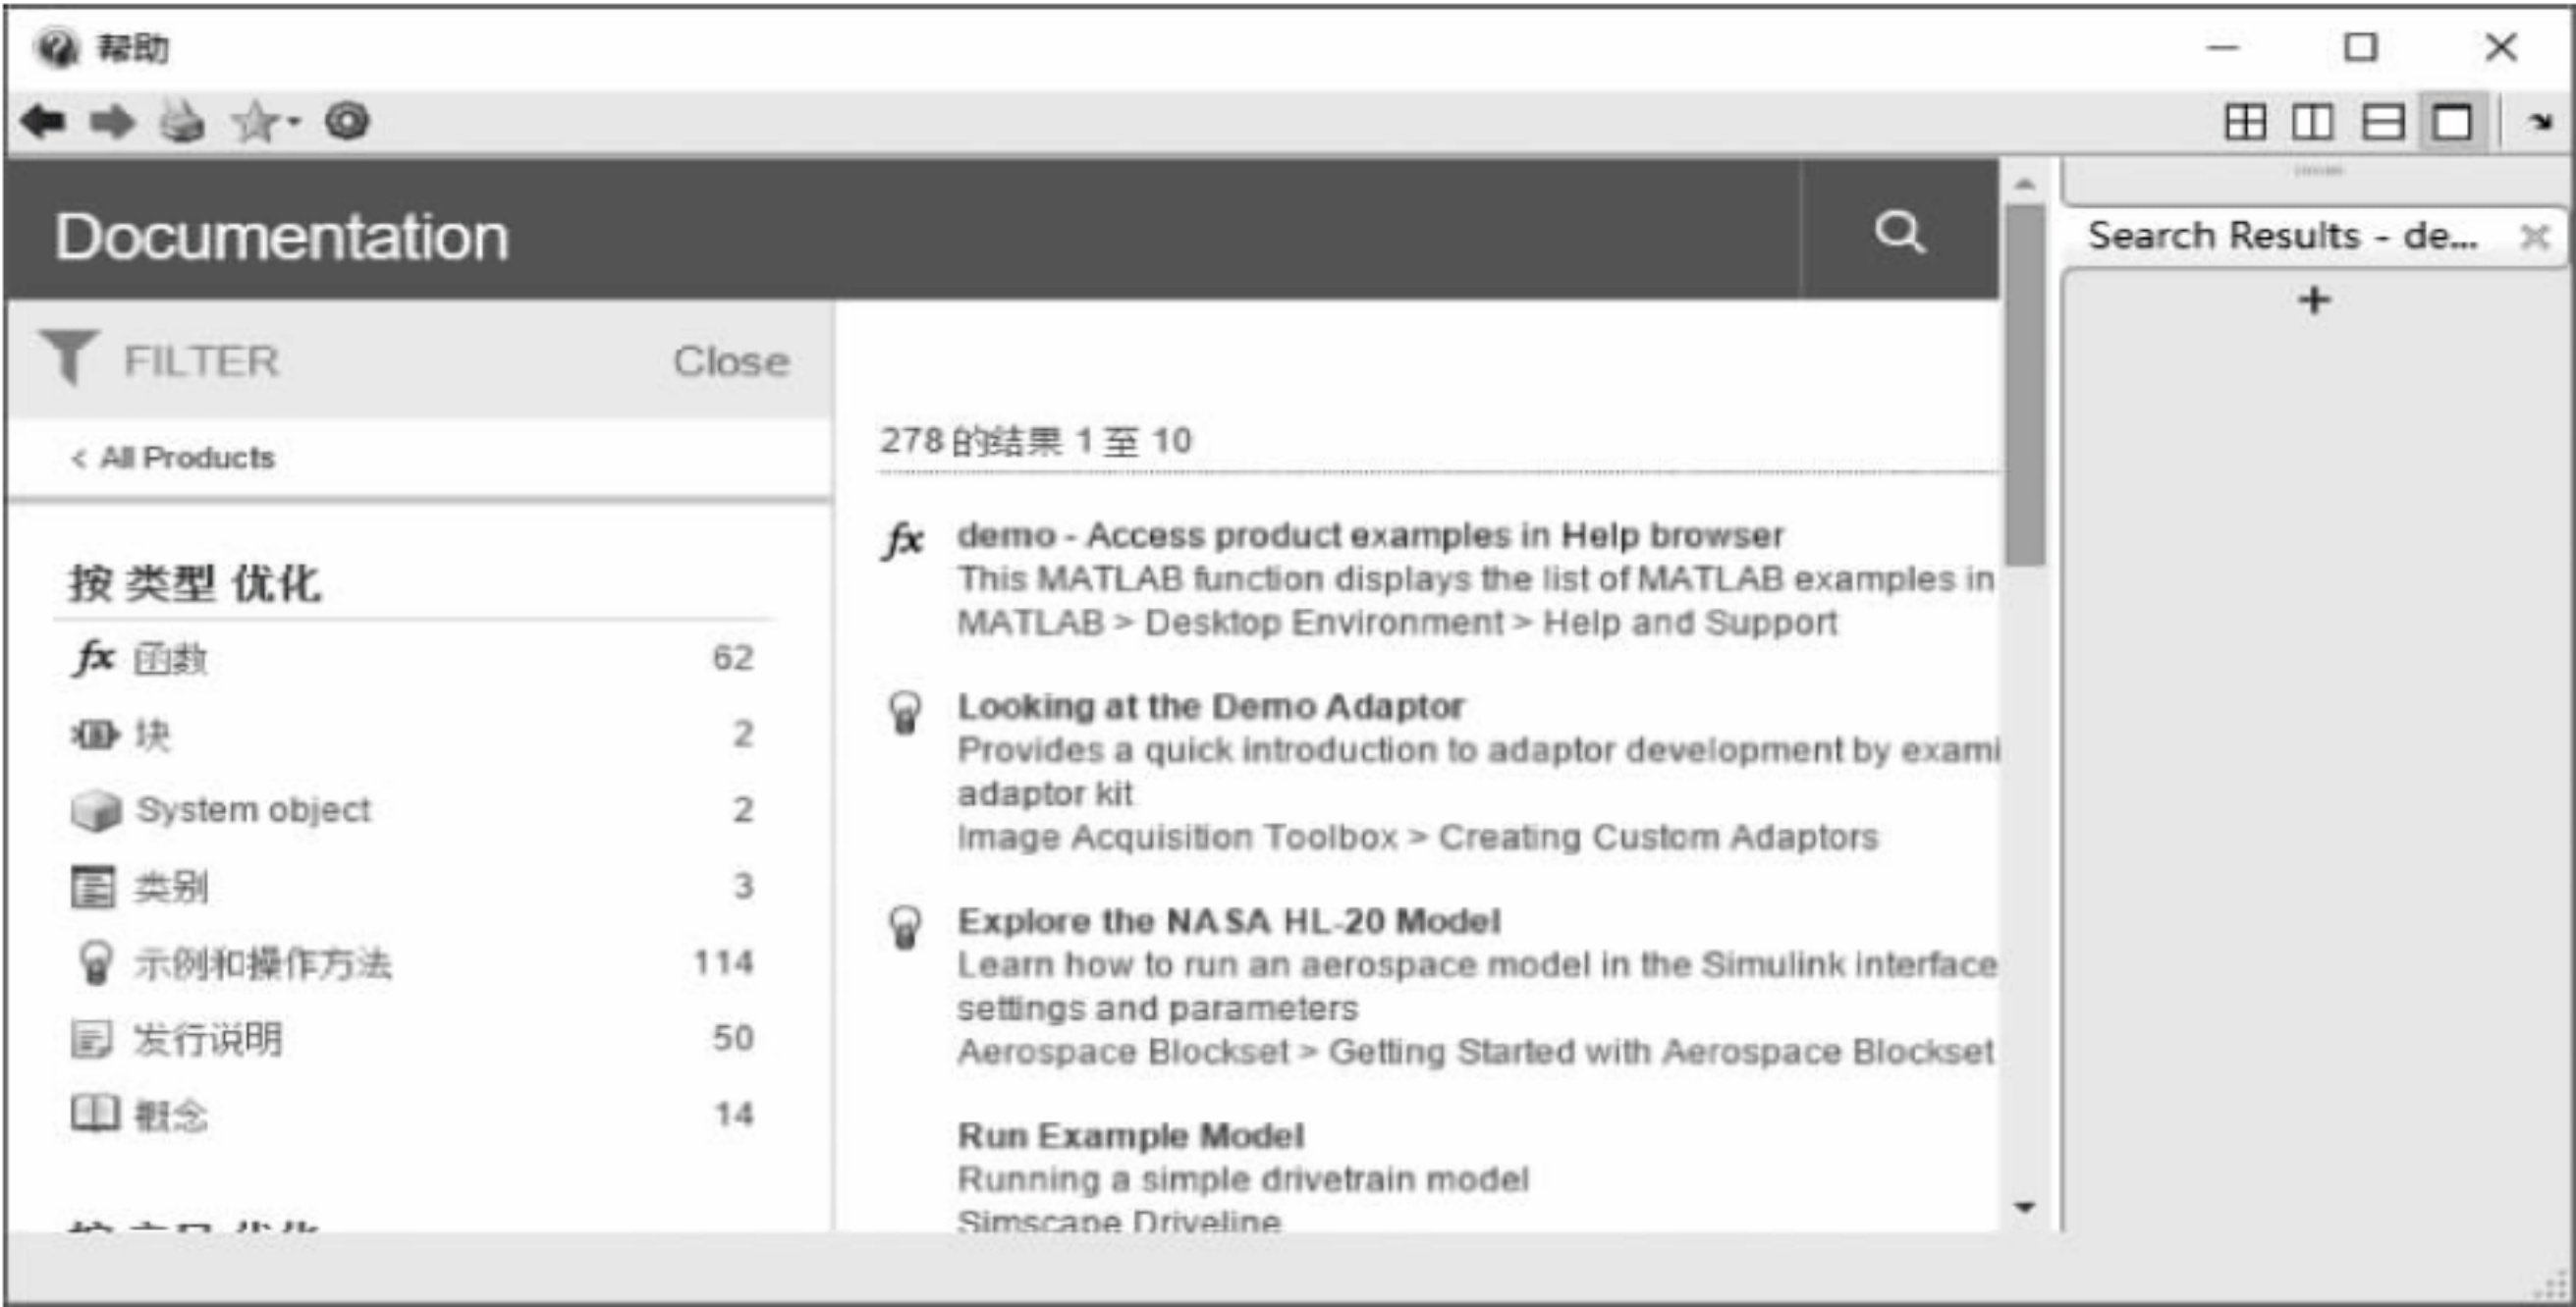 帮助
Documentation
Search Results - de...
+
FILTER Close
< All Products
按 类型 优化
fx 函数 62
块 2
System object 2
类别 3
示例和操作方法 114
发行说明 50
概念 14
278 的结果 1 至 10
fx demo - Access product examples in Help browser
This MATLAB function displays the list of MATLAB examples in
MATLAB > Desktop Environment > Help and Support
Looking at the Demo Adaptor
Provides a quick introduction to adaptor development by exami
adaptor kit
Image Acquisition Toolbox > Creating Custom Adaptors
Explore the NASA HL-20 Model
Learn how to run an aerospace model in the Simulink interface
settings and parameters
Aerospace Blockset > Getting Started with Aerospace Blockset
Run Example Model
Running a simple drivetrain model
Simscape Driveline